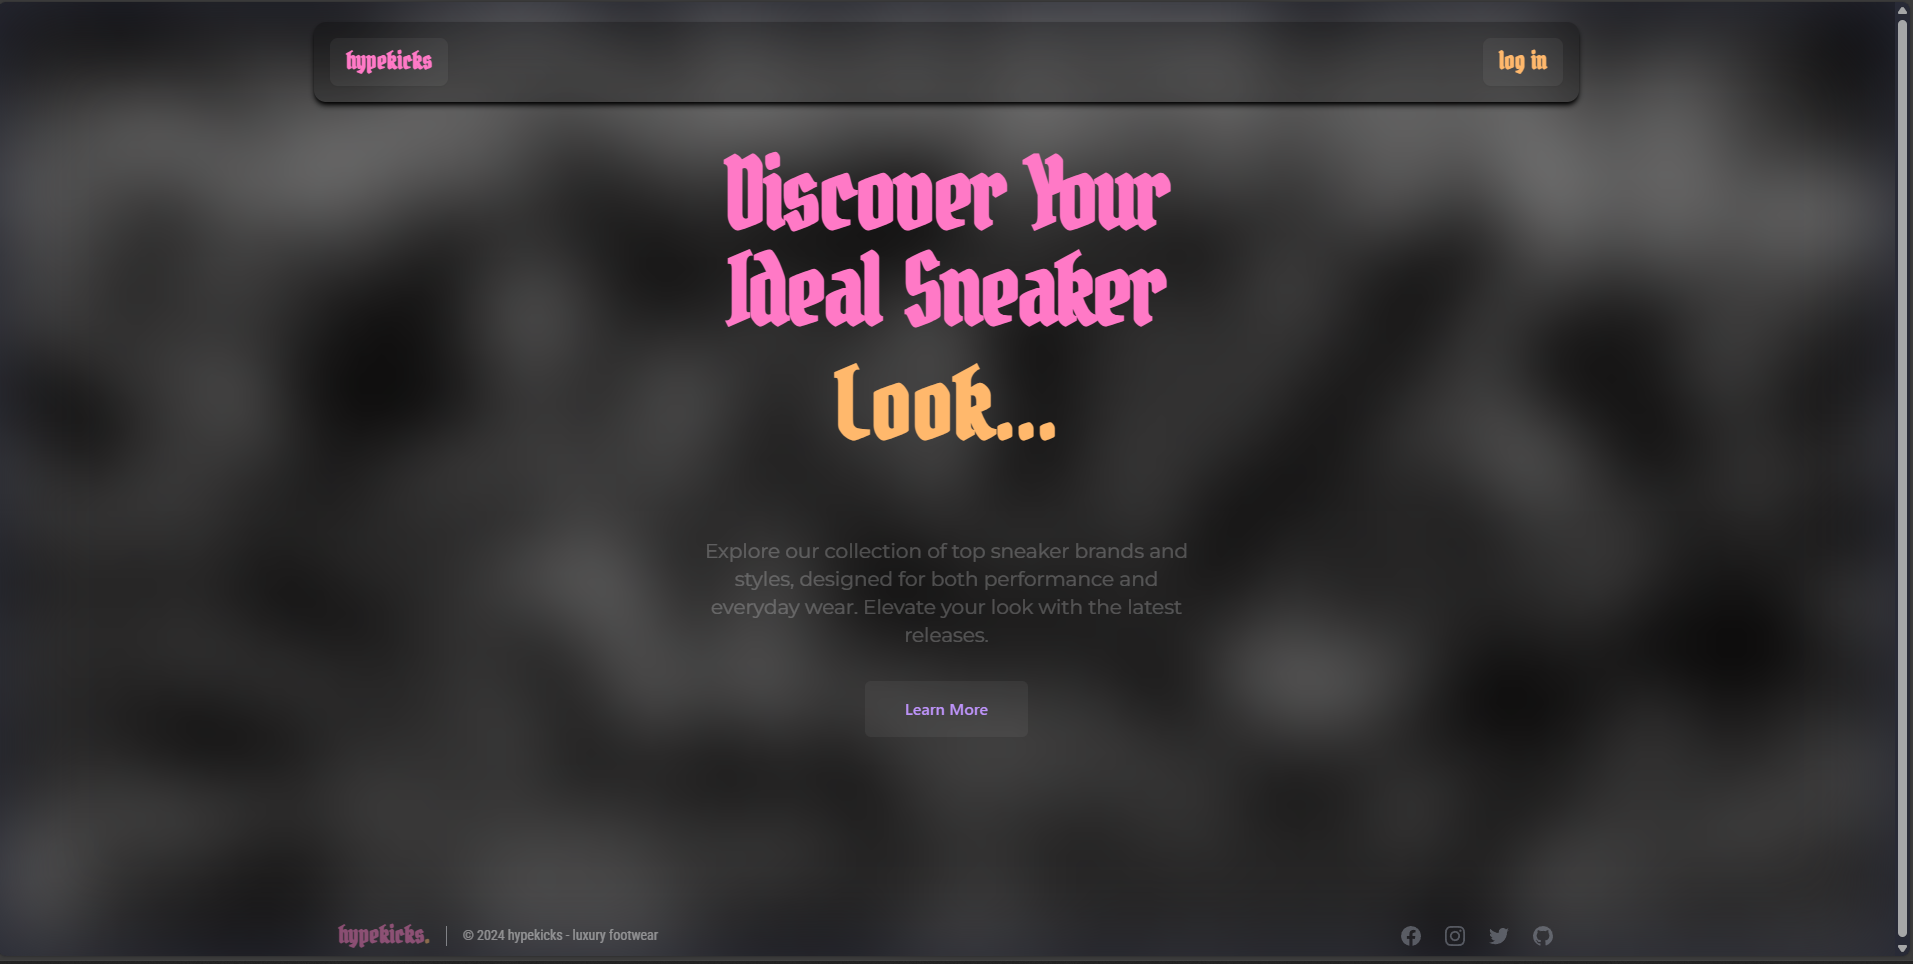 hypekicks
log in
Discover Your
Ideal Sneaker
Look...
Explore our collection of top sneaker brands and
styles, designed for both performance and
everyday wear. Elevate your look with the latest
releases.
Learn More
hypekicks.
© 2024 hypekicks - luxury footwear